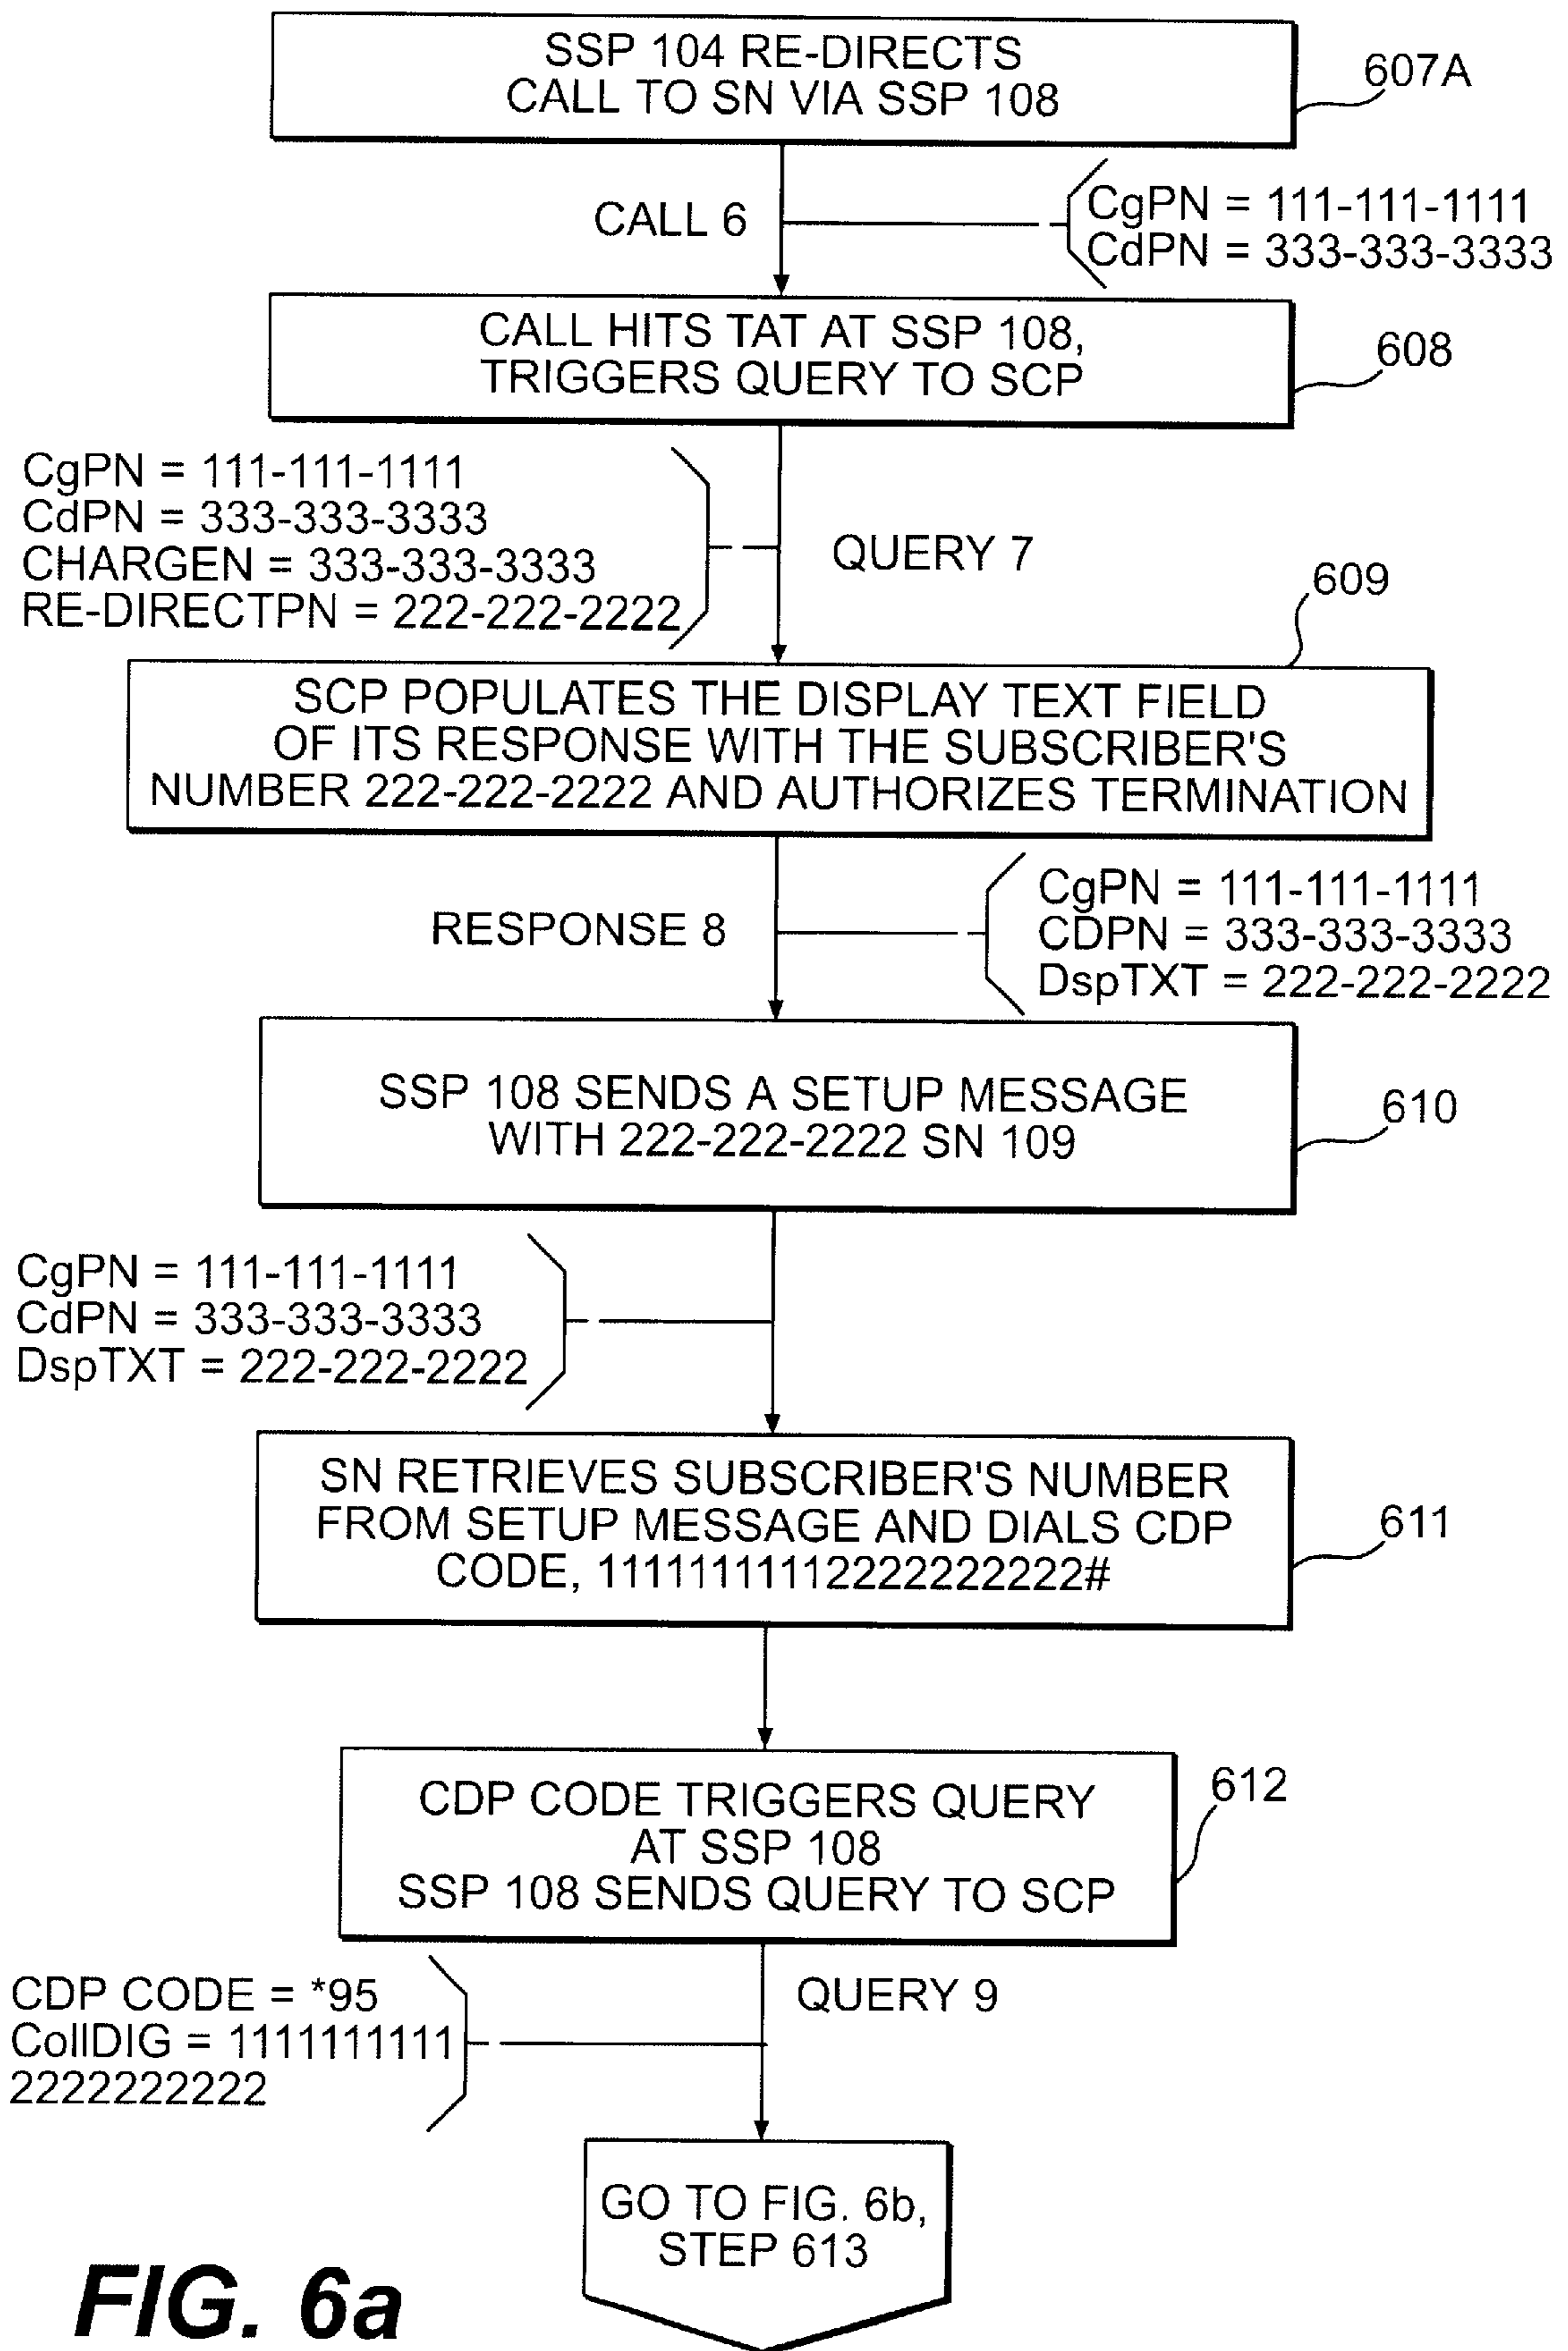 SSP 104 RE-DIRECTS
CALL TO SN VIA SSP 108
607A
CALL 6
CgPN = 111-111-1111
CdPN = 333-333-3333
CALL HITS TAT AT SSP 108,
TRIGGERS QUERY TO SCP
608
CgPN = 111-111-1111
CdPN = 333-333-3333
CHARGEN = 333-333-3333
RE-DIRECTPN = 222-222-2222
QUERY 7
609
SCP POPULATES THE DISPLAY TEXT FIELD
OF ITS RESPONSE WITH THE SUBSCRIBER'S
NUMBER 222-222-2222 AND AUTHORIZES TERMINATION
RESPONSE 8
CgPN = 111-111-1111
CDPN = 333-333-3333
DspTXT = 222-222-2222
SSP 108 SENDS A SETUP MESSAGE
WITH 222-222-2222 SN 109
610
CgPN = 111-111-1111
CdPN = 333-333-3333
DspTXT = 222-222-2222
SN RETRIEVES SUBSCRIBER'S NUMBER
FROM SETUP MESSAGE AND DIALS CDP
CODE, 11111111112222222222#
611
CDP CODE TRIGGERS QUERY
AT SSP 108
SSP 108 SENDS QUERY TO SCP
612
CDP CODE = *95
CollDIG = 1111111111
2222222222
QUERY 9
GO TO FIG. 6b,
STEP 613
FIG. 6a